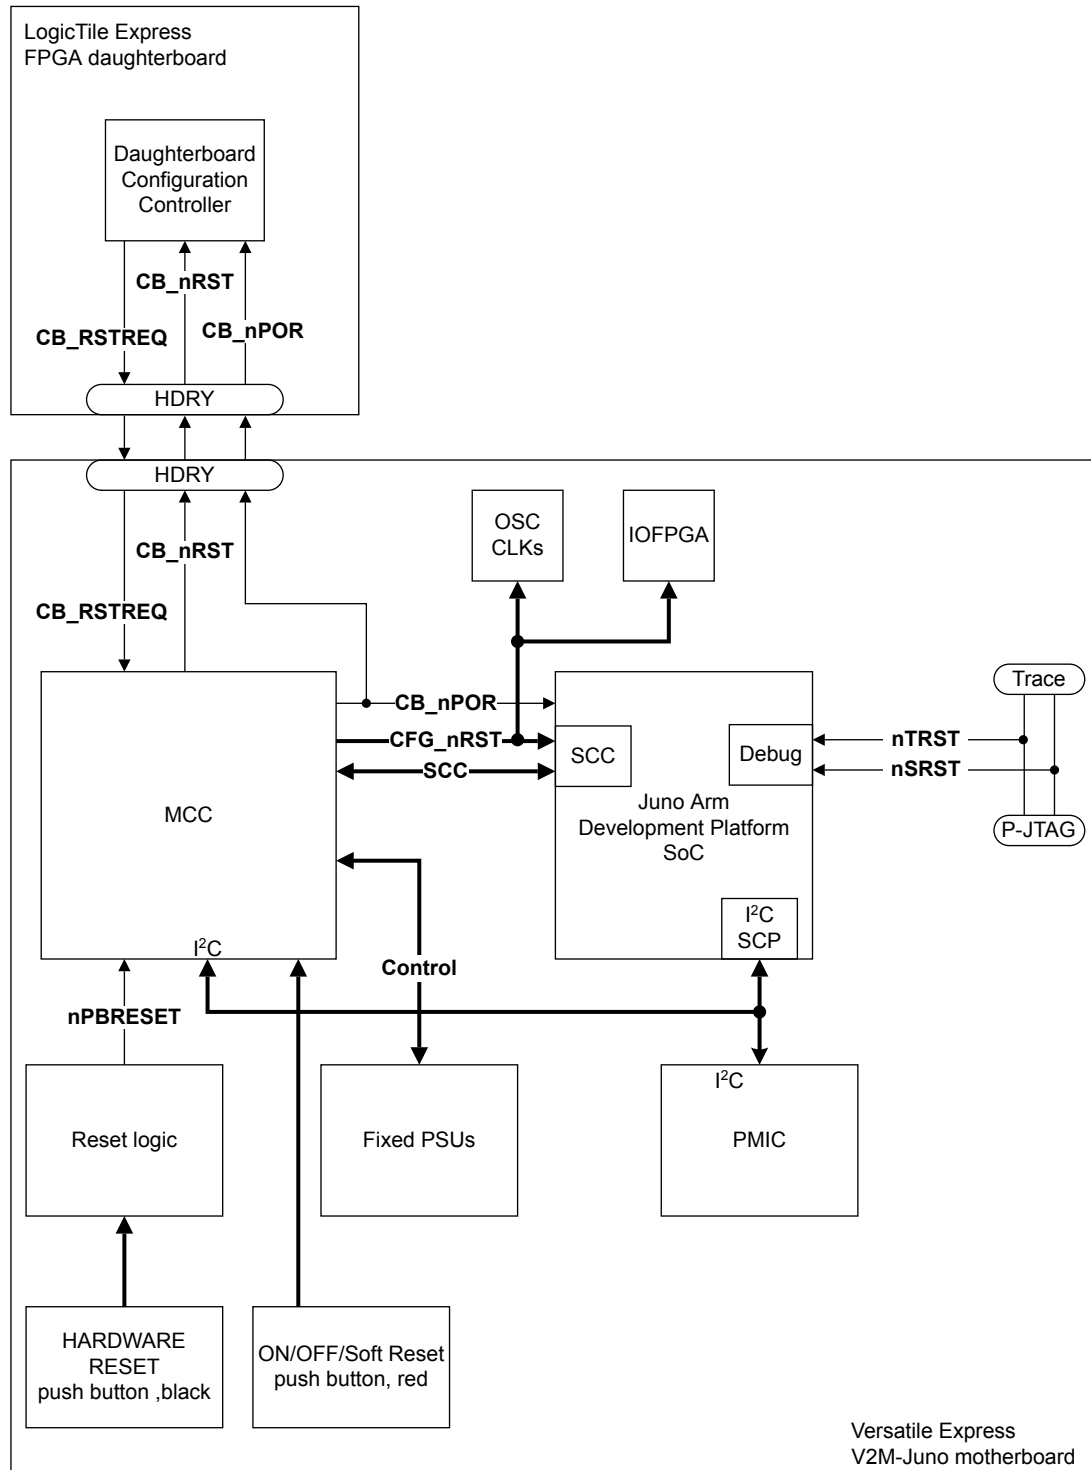 LogicTile Express
FPGA daughterboard
Daughterboard
Configuration
Controller
CB_nRST
CB_RSTREQ
CB_nPOR
HDRY
HDRY
CB_nRST
CB_RSTREQ
OSC
CLKs
IOFPGA
CB_nPOR
CFG_nRST
SCC
MCC
I²C
SCC
Debug
Juno Arm
Development Platform
SoC
I²C
SCP
Trace
nTRST
nSRST
P-JTAG
Control
nPBRESET
Reset logic
Fixed PSUs
I²C
PMIC
HARDWARE
RESET
push button ,black
ON/OFF/Soft Reset
push button, red
Versatile Express
V2M-Juno motherboard